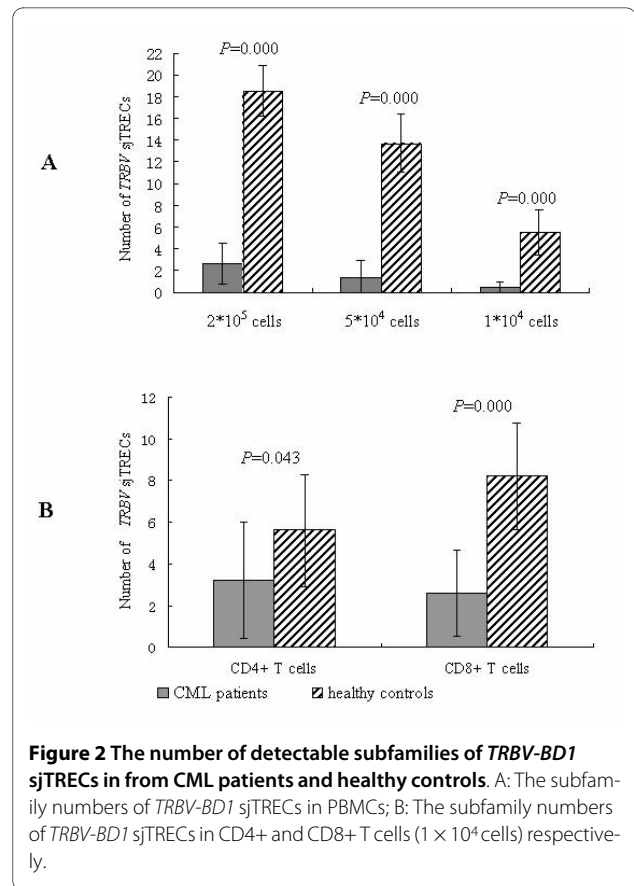 A
Number of TRBV sjTRECs
22
20
18
16
14
12
10
8
6
4
2
0
P=0.000
P=0.000
P=0.000
2*10⁵ cells
5*10⁴ cells
1*10⁴ cells
B
Number of TRBV sjTRECs
12
10
8
6
4
2
0
P=0.043
P=0.000
CD4+ T cells
CD8+ T cells
CML patients
healthy controls
Figure 2 The number of detectable subfamilies of TRBV-BD1
sjTRECs in from CML patients and healthy controls. A: The subfam-
ily numbers of TRBV-BD1 sjTRECs in PBMCs; B: The subfamily numbers
of TRBV-BD1 sjTRECs in CD4+ and CD8+ T cells (1 × 10⁴ cells) respective-
ly.